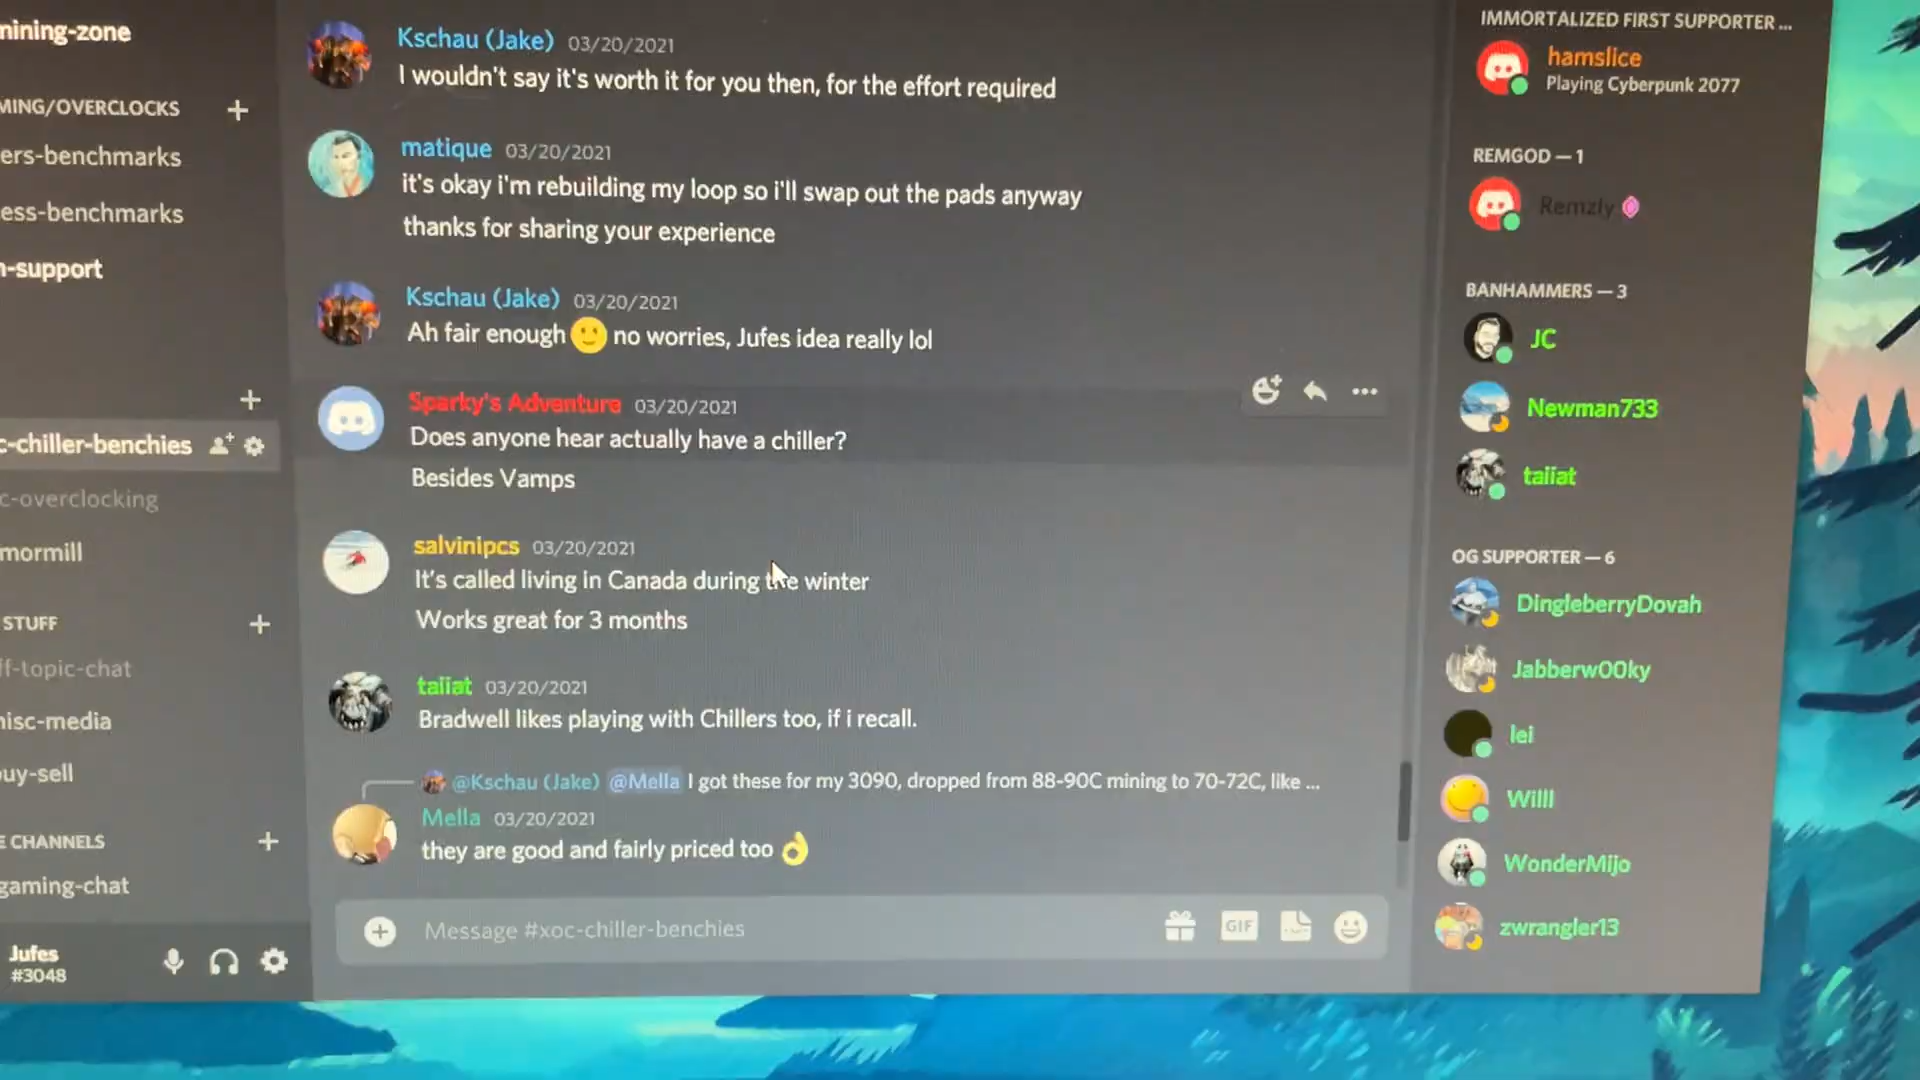 mining-zone
MING/OVERCLOCKS
ers-benchmarks
ess-benchmarks
n-support
c-chiller-benchies
c-overclocking
mormill
STUFF
ff-topic-chat
misc-media
buy-sell
E CHANNELS
gaming-chat
Jufes
#3048
Kschau (Jake) 03/20/2021
I wouldn't say it's worth it for you then, for the effort required
matique 03/20/2021
it's okay i'm rebuilding my loop so i'll swap out the pads anyway
thanks for sharing your experience
Kschau (Jake) 03/20/2021
Ah fair enough 🙂 no worries, Jufes idea really lol
Sparky's Adventure 03/20/2021
Does anyone hear actually have a chiller?
Besides Vamps
salvinipcs 03/20/2021
It's called living in Canada during the winter
Works great for 3 months
taiiat 03/20/2021
Bradwell likes playing with Chillers too, if i recall.
@Kschau (Jake) @Mella I got these for my 3090, dropped from 88-90C mining to 70-72C, like ...
Mella 03/20/2021
they are good and fairly priced too 👌
Message #xoc-chiller-benchies
GIF
IMMORTALIZED FIRST SUPPORTER ...
hamslice
Playing Cyberpunk 2077
REMGOD — 1
Remzly
BANHAMMERS — 3
JC
Newman733
taiiat
OG SUPPORTER — 6
DingleberryDovah
Jabberw00ky
lei
Willl
WonderMijo
zwrangler13